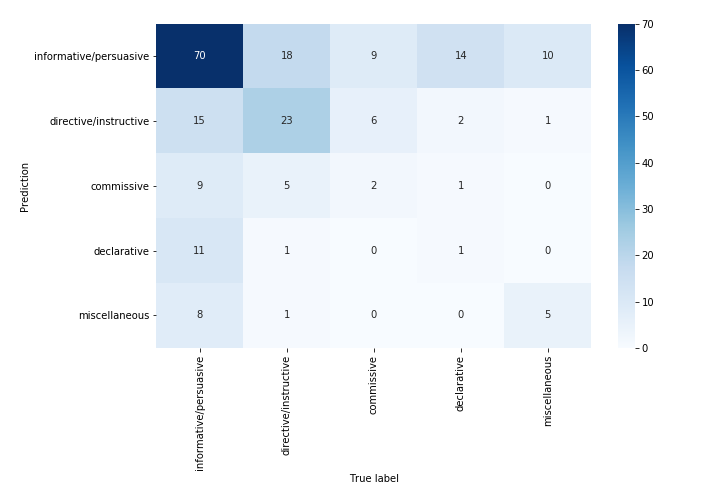 informative/persuasive 70 18 9 14 10
directive/instructive 15 23 6 2 1
commissive 9 5 2 1 0
declarative 11 1 0 1 0
miscellaneous 8 1 0 0 5
Prediction
informative/persuasive
directive/instructive
commissive
declarative
miscellaneous
True label
70
60
50
40
30
20
10
0